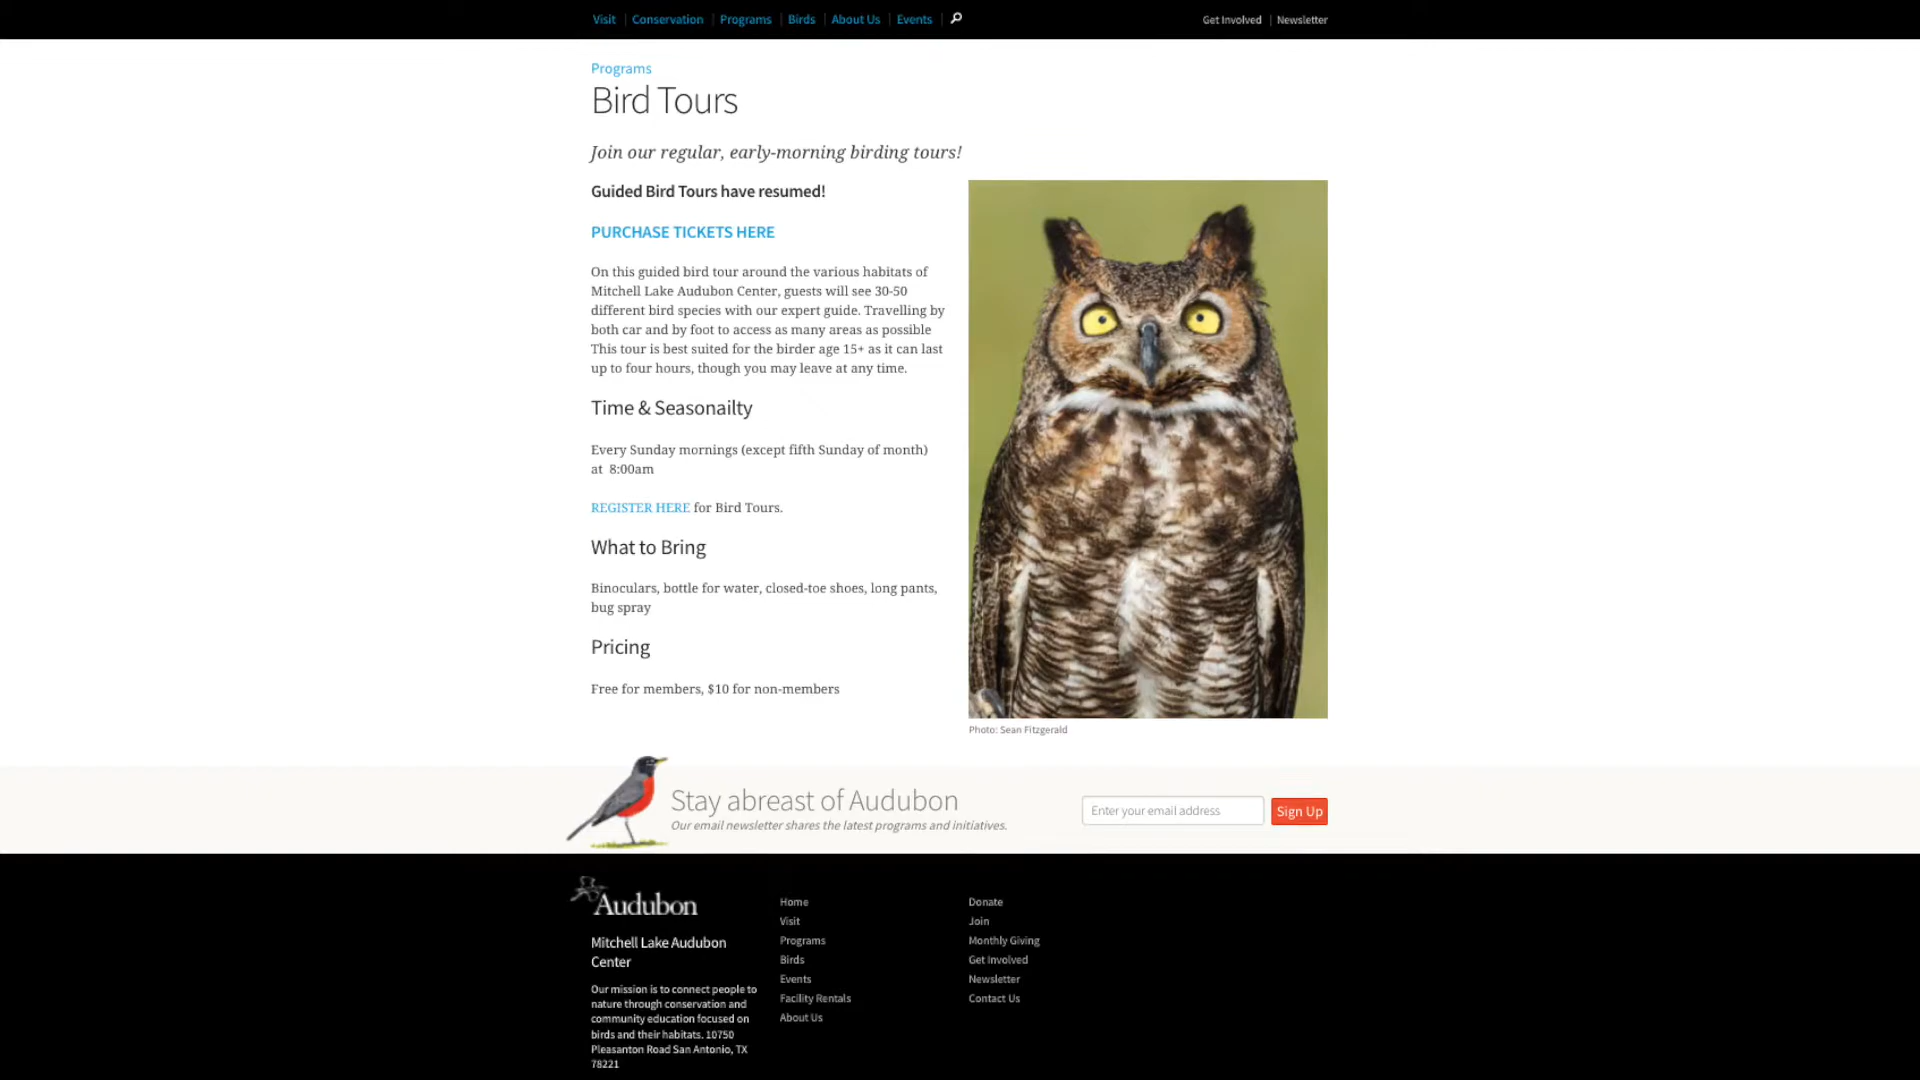 Visit
Conservation
Programs
Birds
About Us
Events
Get Involved
Newsletter
Programs
Bird Tours
Join our regular, early-morning birding tours!
Guided Bird Tours have resumed!
PURCHASE TICKETS HERE
On this guided bird tour around the various habitats of
Mitchell Lake Audubon Center, guests will see 30-50
different bird species with our expert guide. Travelling by
both car and by foot to access as many areas as possible
This tour is best suited for the birder age 15+ as it can last
up to four hours, though you may leave at any time.
Time & Seasonailty
Every Sunday mornings (except fifth Sunday of month)
at 8:00am
REGISTER HERE for Bird Tours.
What to Bring
Binoculars, bottle for water, closed-toe shoes, long pants,
bug spray
Pricing
Free for members, $10 for non-members
Photo: Sean Fitzgerald
Stay abreast of Audubon
Our email newsletter shares the latest programs and initiatives.
Enter your email address
Sign Up
Audubon
Mitchell Lake Audubon
Center
Our mission is to connect people to
nature through conservation and
community education focused on
birds and their habitats. 10750
Pleasanton Road San Antonio, TX
78221
Home
Visit
Programs
Birds
Events
Facility Rentals
About Us
Donate
Join
Monthly Giving
Get Involved
Newsletter
Contact Us